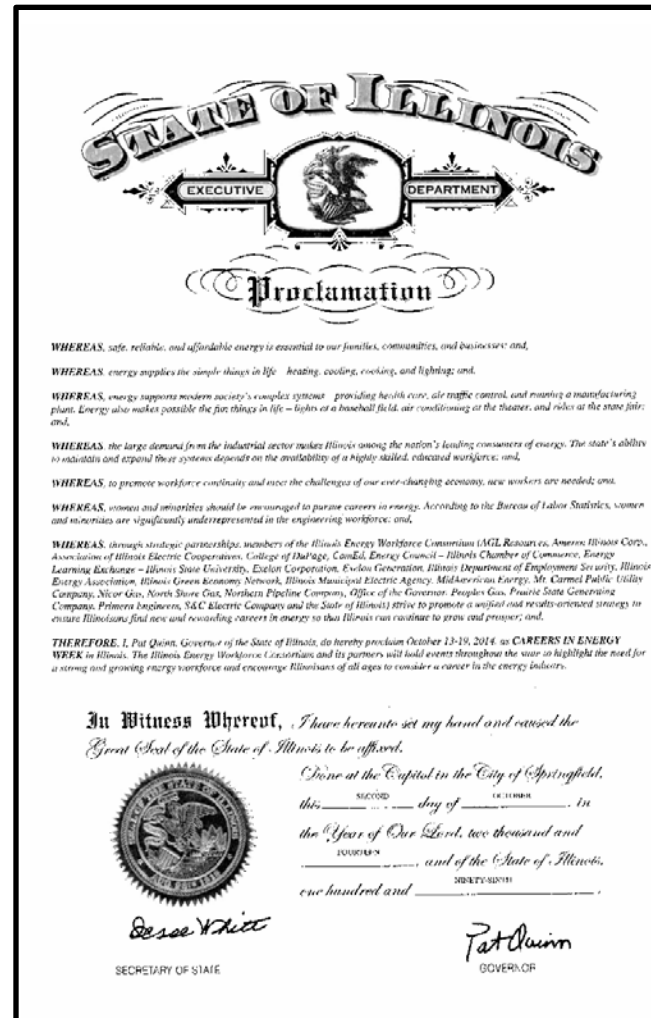 STATE OF ILLINOIS
EXECUTIVE DEPARTMENT
Proclamation
WHEREAS, safe, reliable, and affordable energy is essential to our families, communities, and businesses; and,
WHEREAS, energy supplies the simple things in life – heating, cooling, cooking, and lighting; and,
WHEREAS, energy supports modern society's complex systems – providing health care, air traffic control, and running a manufacturing
plant. Energy also makes possible the fun things in life – lights at a baseball field, air conditioning at the theater, and rides at the state fair;
and,
WHEREAS, the large demand from the industrial sector makes Illinois among the nation's leading consumers of energy. The state's ability
to maintain and expand these systems depends on the availability of a highly skilled, educated workforce; and,
WHEREAS, to promote workforce continuity and meet the challenges of our ever-changing economy, new workers are needed; and,
WHEREAS, women and minorities should be encouraged to pursue careers in energy. According to the Bureau of Labor Statistics, women
and minorities are significantly underrepresented in the engineering workforce; and,
WHEREAS, through strategic partnerships, members of the Illinois Energy Workforce Consortium (AGL Resources, Ameren Illinois Corp.,
Association of Illinois Electric Cooperatives, College of DuPage, ComEd, Energy Council – Illinois Chamber of Commerce, Energy
Learning Exchange – Illinois State University, Exelon Corporation, Exelon Generation, Illinois Department of Employment Security, Illinois
Energy Association, Illinois Green Economy Network, Illinois Municipal Electric Agency, MidAmerican Energy, Mt. Carmel Public Utility
Company, Nicor Gas, North Shore Gas, Northern Pipeline Company, Office of the Governor, Peoples Gas, Prairie State Generating
Company, Primera Engineers, S&C Electric Company and the State of Illinois) strive to promote a unified and results-oriented strategy to
ensure Illinoisans find new and rewarding careers in energy so that Illinois can continue to grow and prosper; and,
THEREFORE, I, Pat Quinn, Governor of the State of Illinois, do hereby proclaim October 13-19, 2014, as CAREERS IN ENERGY
WEEK in Illinois. The Illinois Energy Workforce Consortium and its partners will hold events throughout the state to highlight the need for
a strong and growing energy workforce and encourage Illinoisans of all ages to consider a career in the energy industry.
In Witness Whereof, I have hereunto set my hand and caused the
Great Seal of the State of Illinois to be affixed.
Done at the Capitol in the City of Springfield,
this SECOND day of OCTOBER, in
the Year of Our Lord, two thousand and
FOURTEEN, and of the State of Illinois,
one hundred and NINETY-SIXTH.
SEAL OF THE STATE OF ILLINOIS
AUG. 26TH 1818
Jesse White
Pat Quinn
SECRETARY OF STATE
GOVERNOR